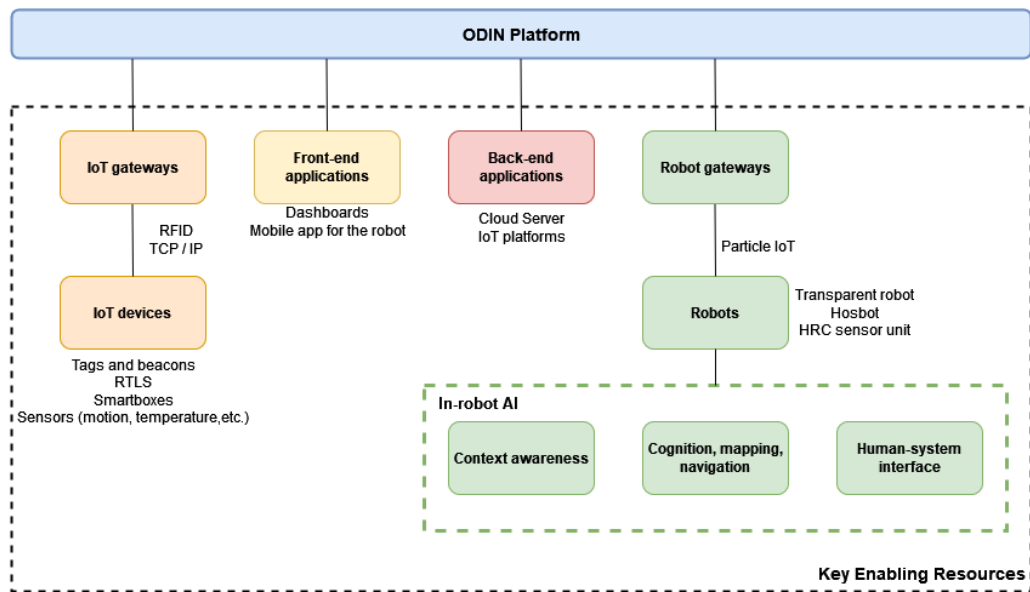 ODIN Platform
IoT gateways
Front-end
applications
Back-end
applications
Robot gateways
RFID
TCP / IP
Dashboards
Mobile app for the robot
Cloud Server
IoT platforms
Particle IoT
IoT devices
Robots
Transparent robot
Hosbot
HRC sensor unit
Tags and beacons
RTLS
Smartboxes
Sensors (motion, temperature,etc.)
In-robot AI
Context awareness
Cognition, mapping,
navigation
Human-system
interface
Key Enabling Resources